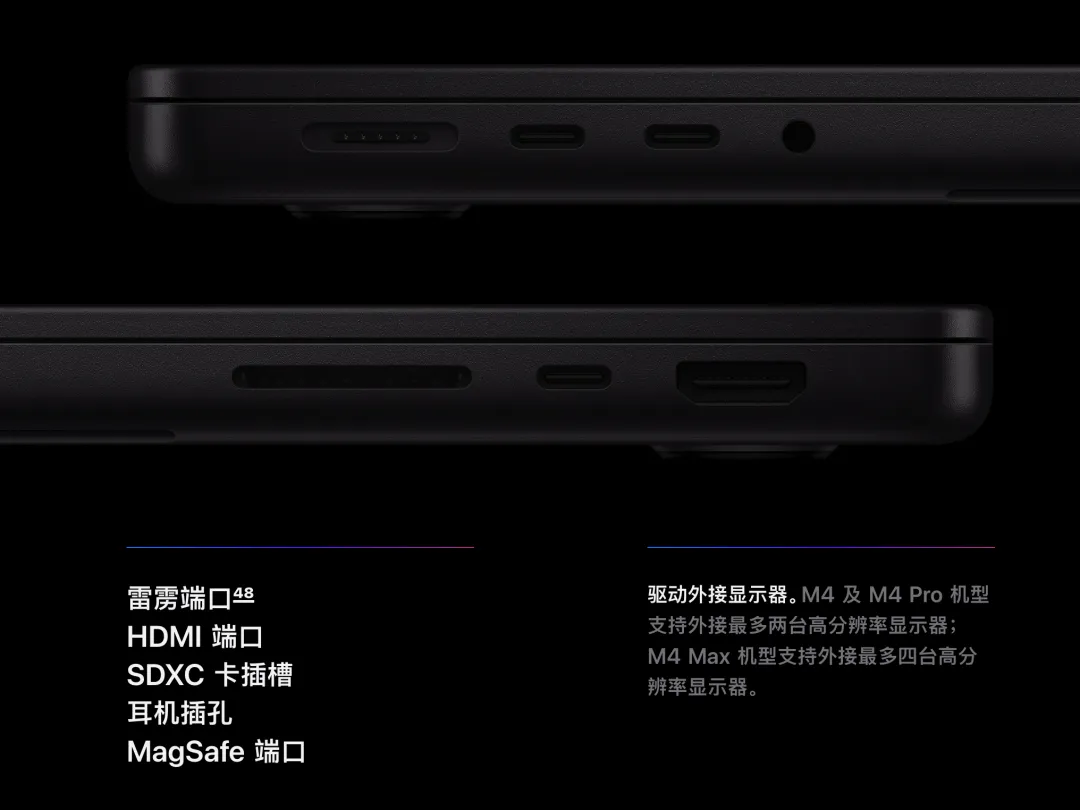 雷雳端口48
HDMI 端口
SDXC 卡插槽
耳机插孔
MagSafe 端口
驱动外接显示器。M4 及 M4 Pro 机型
支持外接最多两台高分辨率显示器；
M4 Max 机型支持外接最多四台高分
辨率显示器。